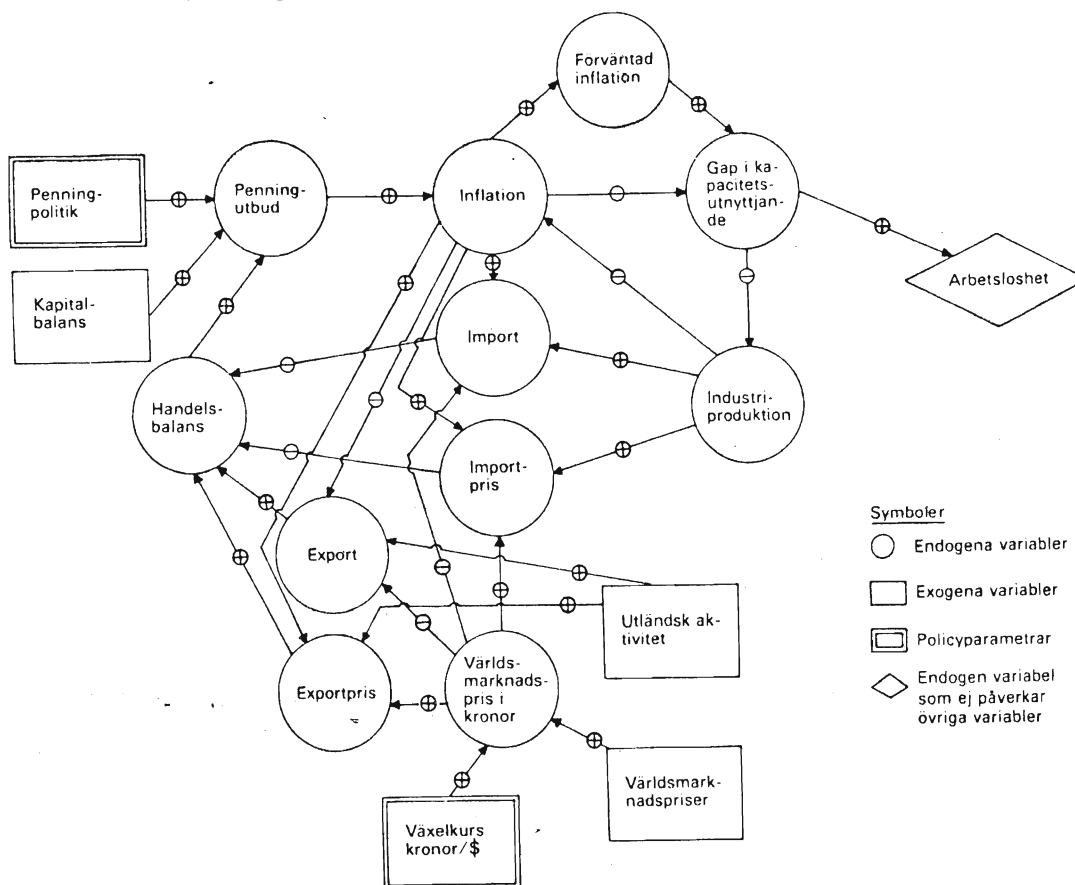 Förväntad
inflation
Penning-
politik
Penning-
utbud
Inflation
Gap i ka-
pacitets-
utnyttjan-
de
Kapital-
balans
Arbetsloshet
Import
Handels-
balans
Industri-
produktion
Import-
pris
Export
Symboler
Endogena variabler
Exogena variabler
Utländsk ak-
tivitet
Policyparametrar
Exportpris
Världs-
marknads-
pris i
kronor
Endogen variabel
som ej påverkar
övriga variabler
Världsmark-
nadspriser
Växelkurs
kronor/$